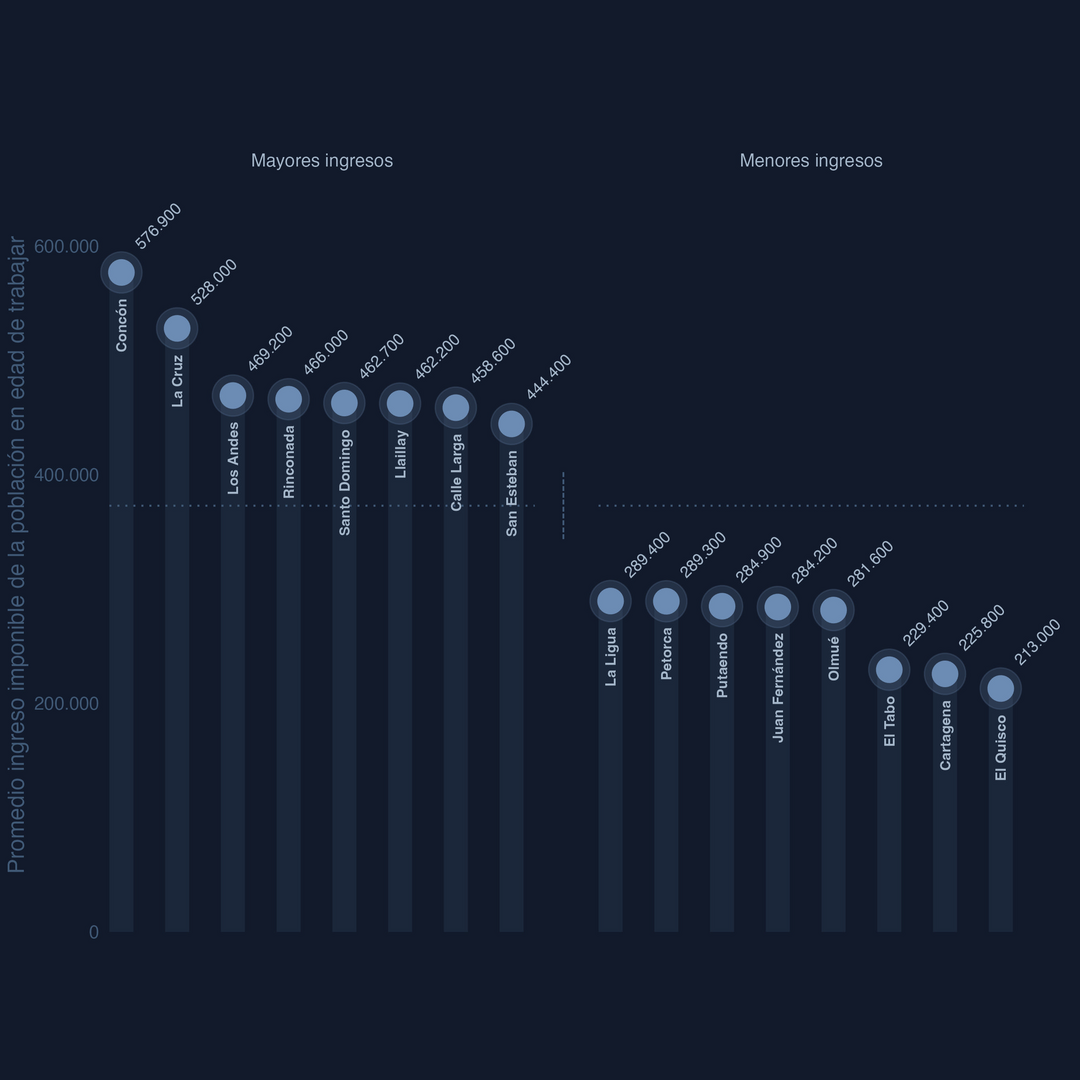 Mayores ingresos
Menores ingresos
Promedio ingreso imponible de la población en edad de trabajar
600.000
400.000
200.000
0
576.900
528.000
469.200
466.000
462.700
462.200
458.600
444.400
Concón
La Cruz
Los Andes
Rinconada
Santo Domingo
Llaillay
Calle Larga
San Esteban
289.400
289.300
284.900
284.200
281.600
229.400
225.800
213.000
La Ligua
Petorca
Putaendo
Juan Fernández
Olmué
El Tabo
Cartagena
El Quisco